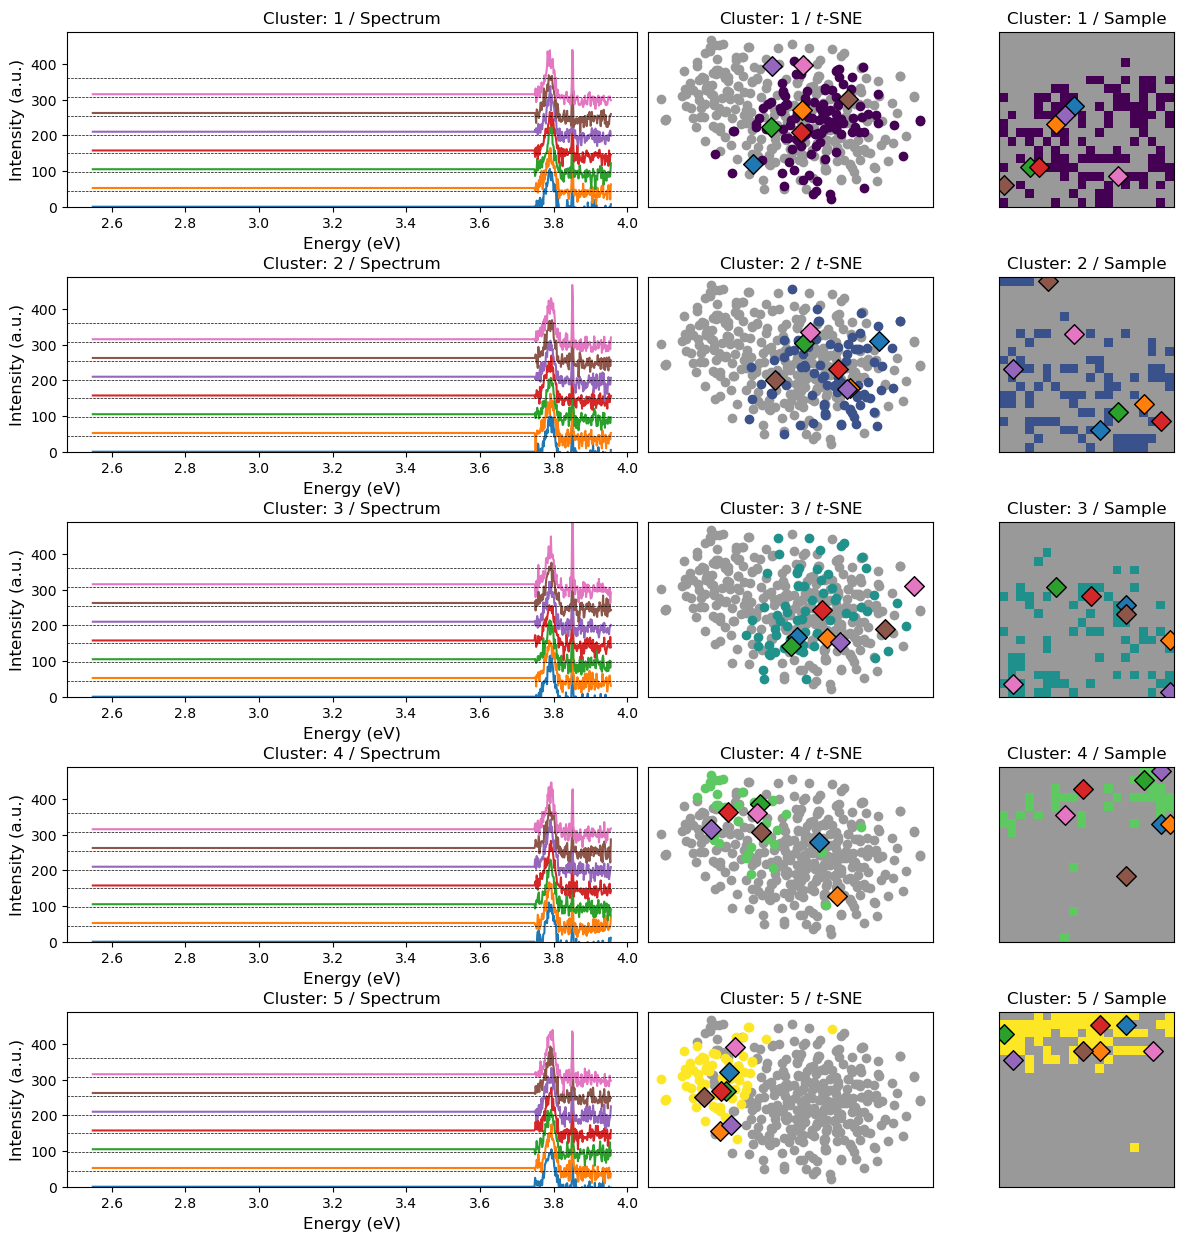 Cluster: 1 / Spectrum
Cluster: 1 / t-SNE
Cluster: 1 / Sample
Intensity (a.u.)
400
300
200
100
0
2.6 2.8 3.0 3.2 3.4 3.6 3.8 4.0
Energy (eV)
Cluster: 2 / Spectrum
Cluster: 2 / t-SNE
Cluster: 2 / Sample
Intensity (a.u.)
400
300
200
100
0
2.6 2.8 3.0 3.2 3.4 3.6 3.8 4.0
Energy (eV)
Cluster: 3 / Spectrum
Cluster: 3 / t-SNE
Cluster: 3 / Sample
Intensity (a.u.)
400
300
200
100
0
2.6 2.8 3.0 3.2 3.4 3.6 3.8 4.0
Energy (eV)
Cluster: 4 / Spectrum
Cluster: 4 / t-SNE
Cluster: 4 / Sample
Intensity (a.u.)
400
300
200
100
0
2.6 2.8 3.0 3.2 3.4 3.6 3.8 4.0
Energy (eV)
Cluster: 5 / Spectrum
Cluster: 5 / t-SNE
Cluster: 5 / Sample
Intensity (a.u.)
400
300
200
100
0
2.6 2.8 3.0 3.2 3.4 3.6 3.8 4.0
Energy (eV)